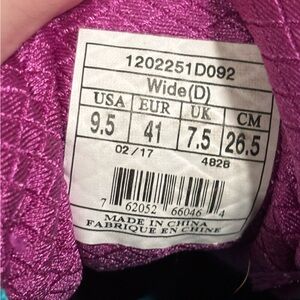 1202251D092
Wide(D)
USA EUR UK CM
9.5 41 7.5 26.5
02/17 482B
7 62052 66046 4
MADE IN CHINA
FABRIQUE EN CHINE